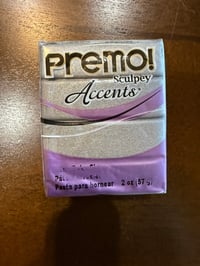 PREMO!
Sculpey
Accents
Pasta para hornear 2 oz (57 g)